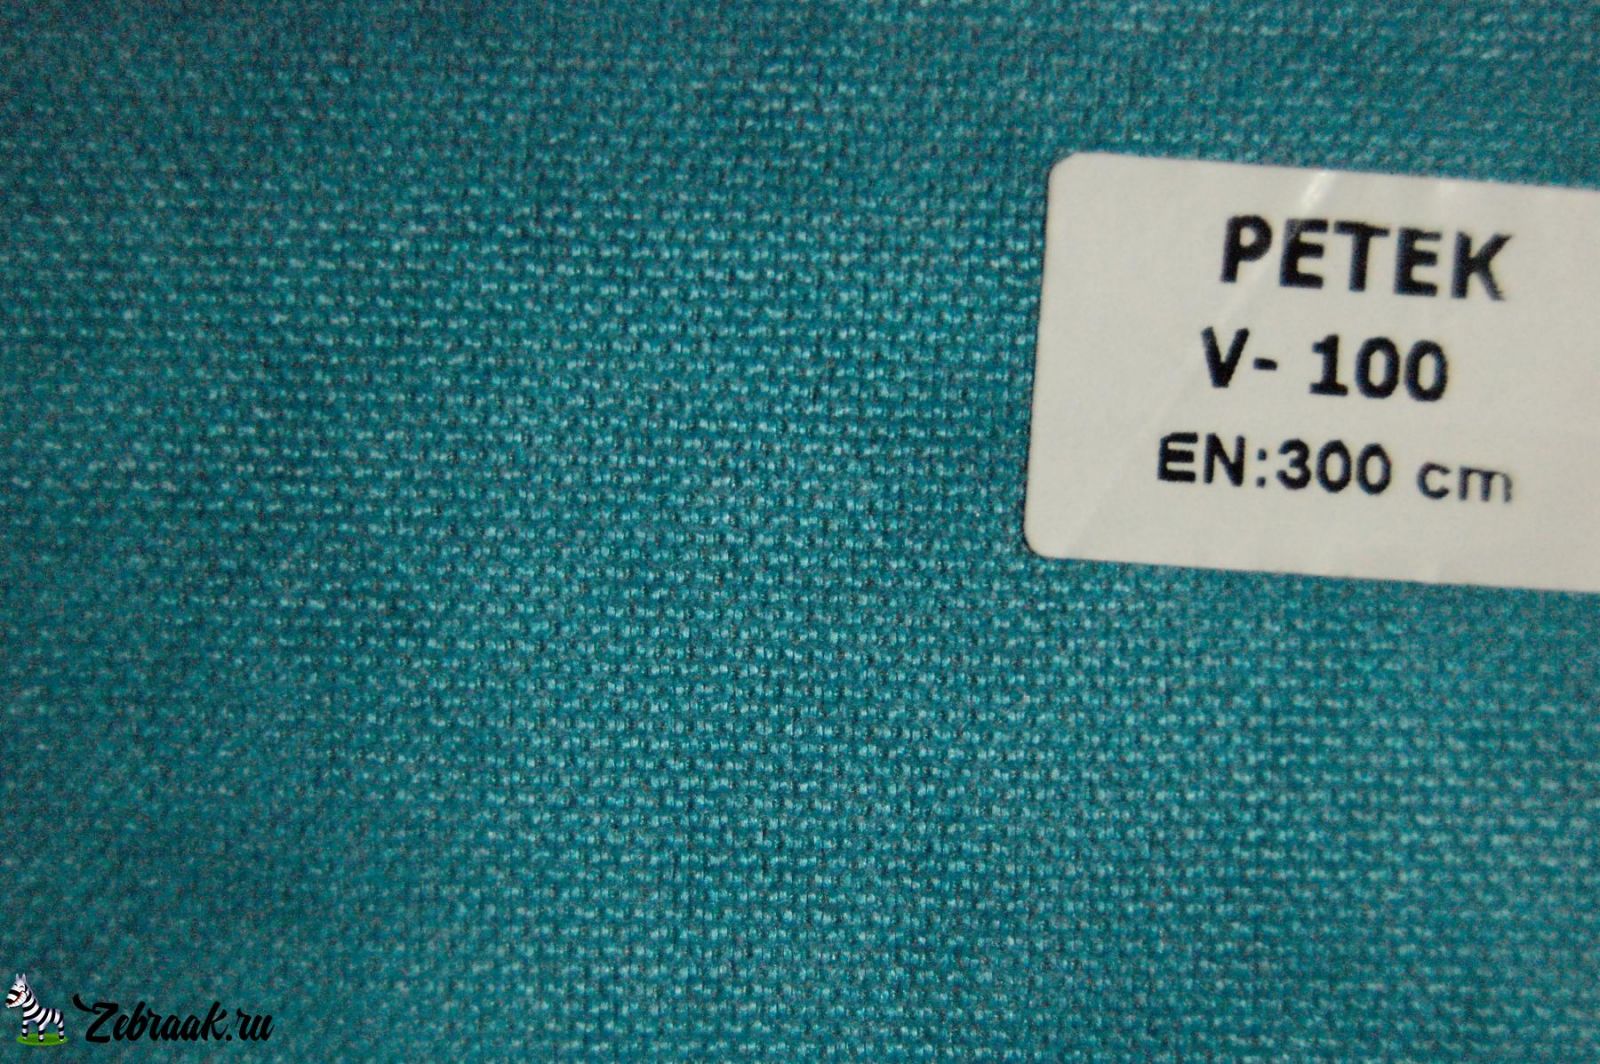 PETEK
V- 100
EN:300 cm
Zebraak.ru